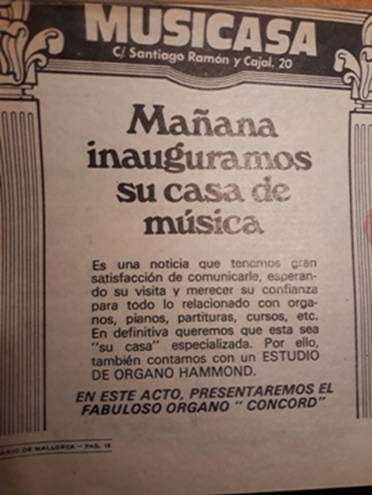 MUSICASA
C/ Santiago Ramón y Cajal, 20
Mañana
inauguramos
su casa de
música
Es una noticia que tenemos gran
satisfacción de comunicarle, esperan-
do su visita y merecer su confianza
para todo lo relacionado con orga-
nos, pianos, partituras, cursos, etc.
En definitiva queremos que esta sea
"su casa" especializada. Por ello,
también contamos con un ESTUDIO
DE ORGANO HAMMOND.
EN ESTE ACTO, PRESENTAREMOS EL
FABULOSO ORGANO " CONCORD"
ARIO DE MALLORCA — PAG. 18